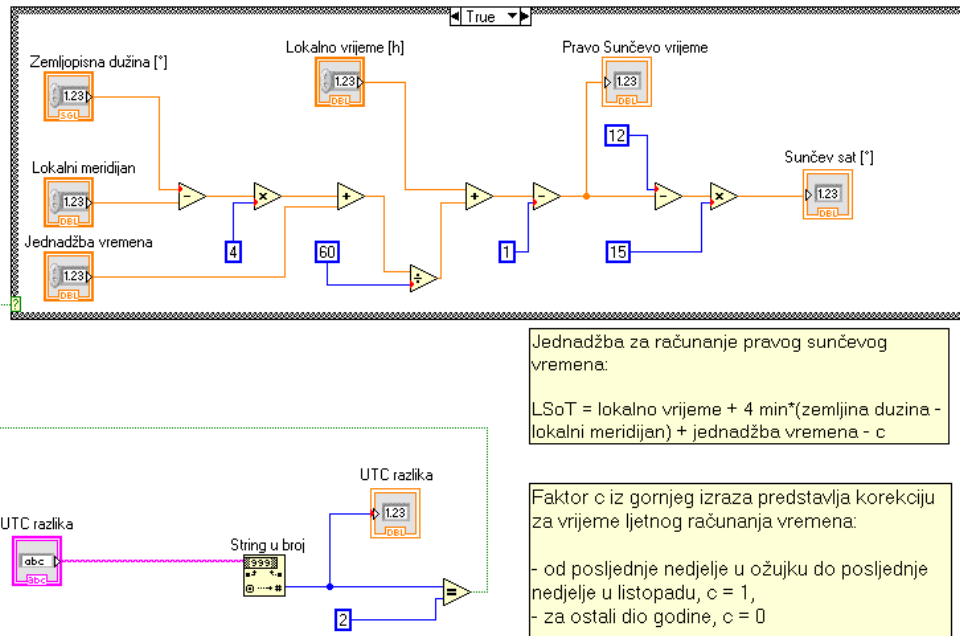 True
Zemljopisna dužina [°]
1.23
SGL
Lokalno vrijeme [h]
1.23
DBL
Pravo Sunčevo vrijeme
1.23
DBL
12
Sunčev sat [°]
1.23
DBL
Lokalni meridijan
1.23
DBL
-
x
+
+
-
-
x
4
60
1
15
Jednadžba vremena
1.23
DBL
÷
?
Jednadžba za računanje pravog sunčevog
vremena:
LSoT = lokalno vrijeme + 4 min*(zemljina duzina -
lokalni meridijan) + jednadžba vremena - c
UTC razlika
1.23
DBL
UTC razlika
abc
abc
String u broj
999
#
=
2
Faktor c iz gornjeg izraza predstavlja korekciju
za vrijeme ljetnog računanja vremena:
- od posljednje nedjelje u ožujku do posljednje
nedjelje u listopadu, c = 1,
- za ostali dio godine, c = 0